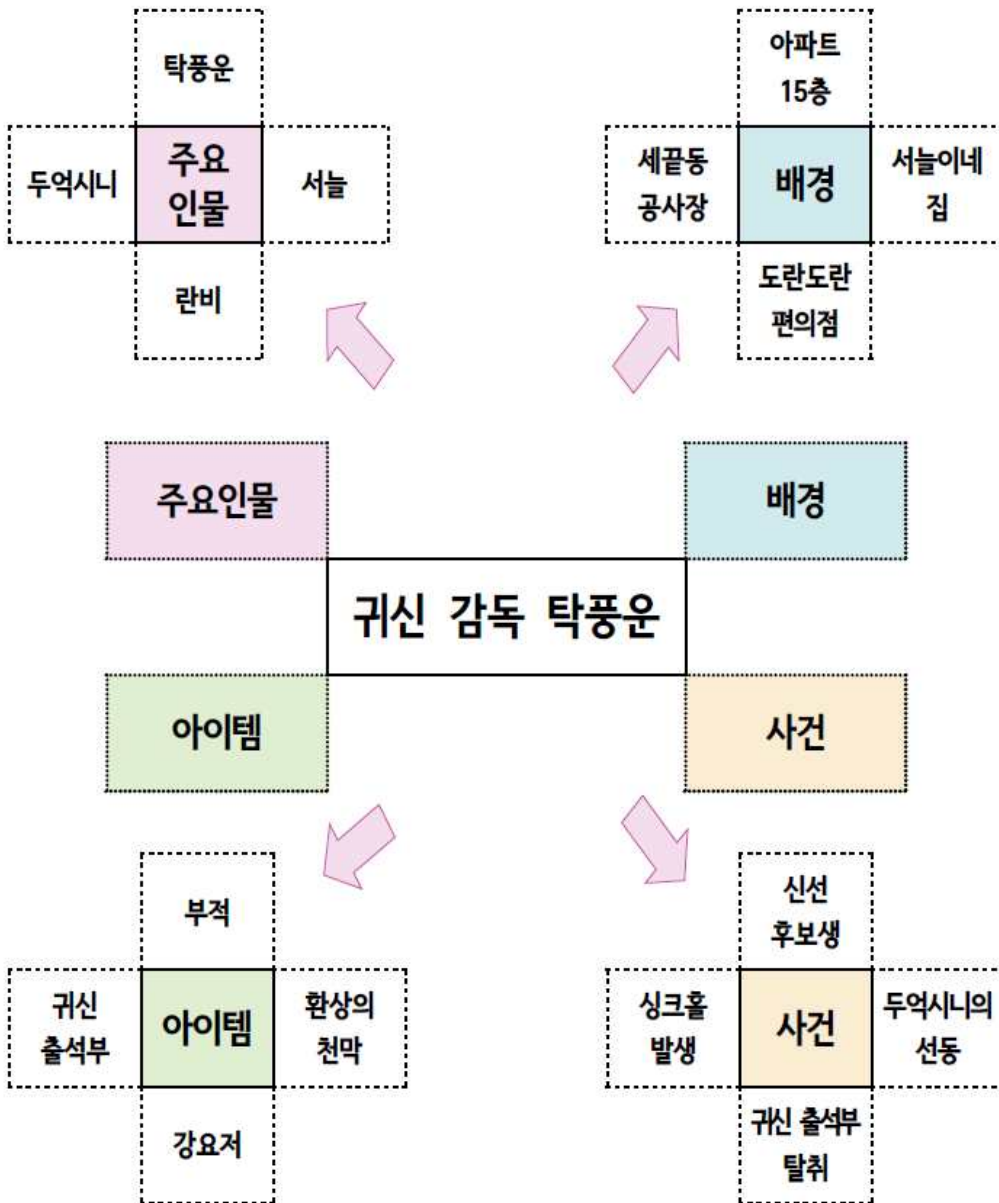 탁풍운
두억시니
주요
인물
서늘
란비
아파트
15층
세끝동
공사장
배경
서늘이네
집
도란도란
편의점
주요인물
배경
귀신 감독 탁풍운
아이템
사건
부적
귀신
출석부
아이템
환상의
천막
강요저
신선
후보생
싱크홀
발생
사건
두억시니의
선동
귀신 출석부
탈취